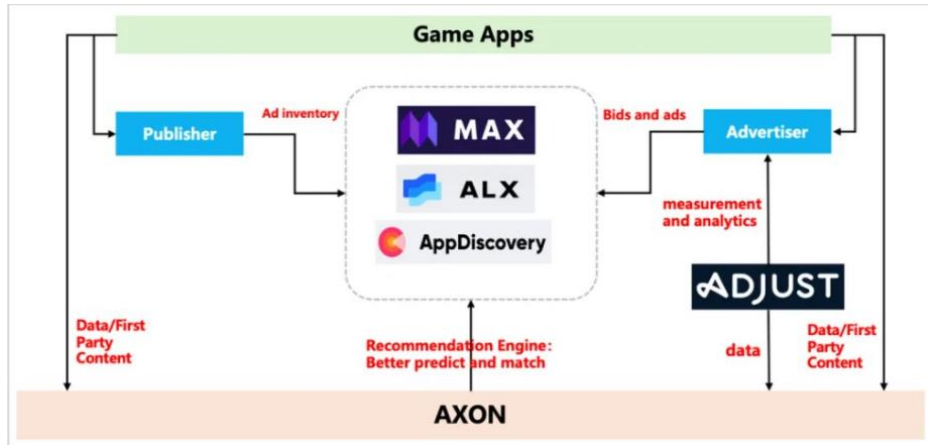 Game Apps
Ad inventory
Publisher
MAX
ALX
AppDiscovery
Bids and ads
Advertiser
measurement
and analytics
ADJUST
Data/First
Party
Content
Recommendation Engine:
Better predict and match
data
Data/First
Party
Content
AXON